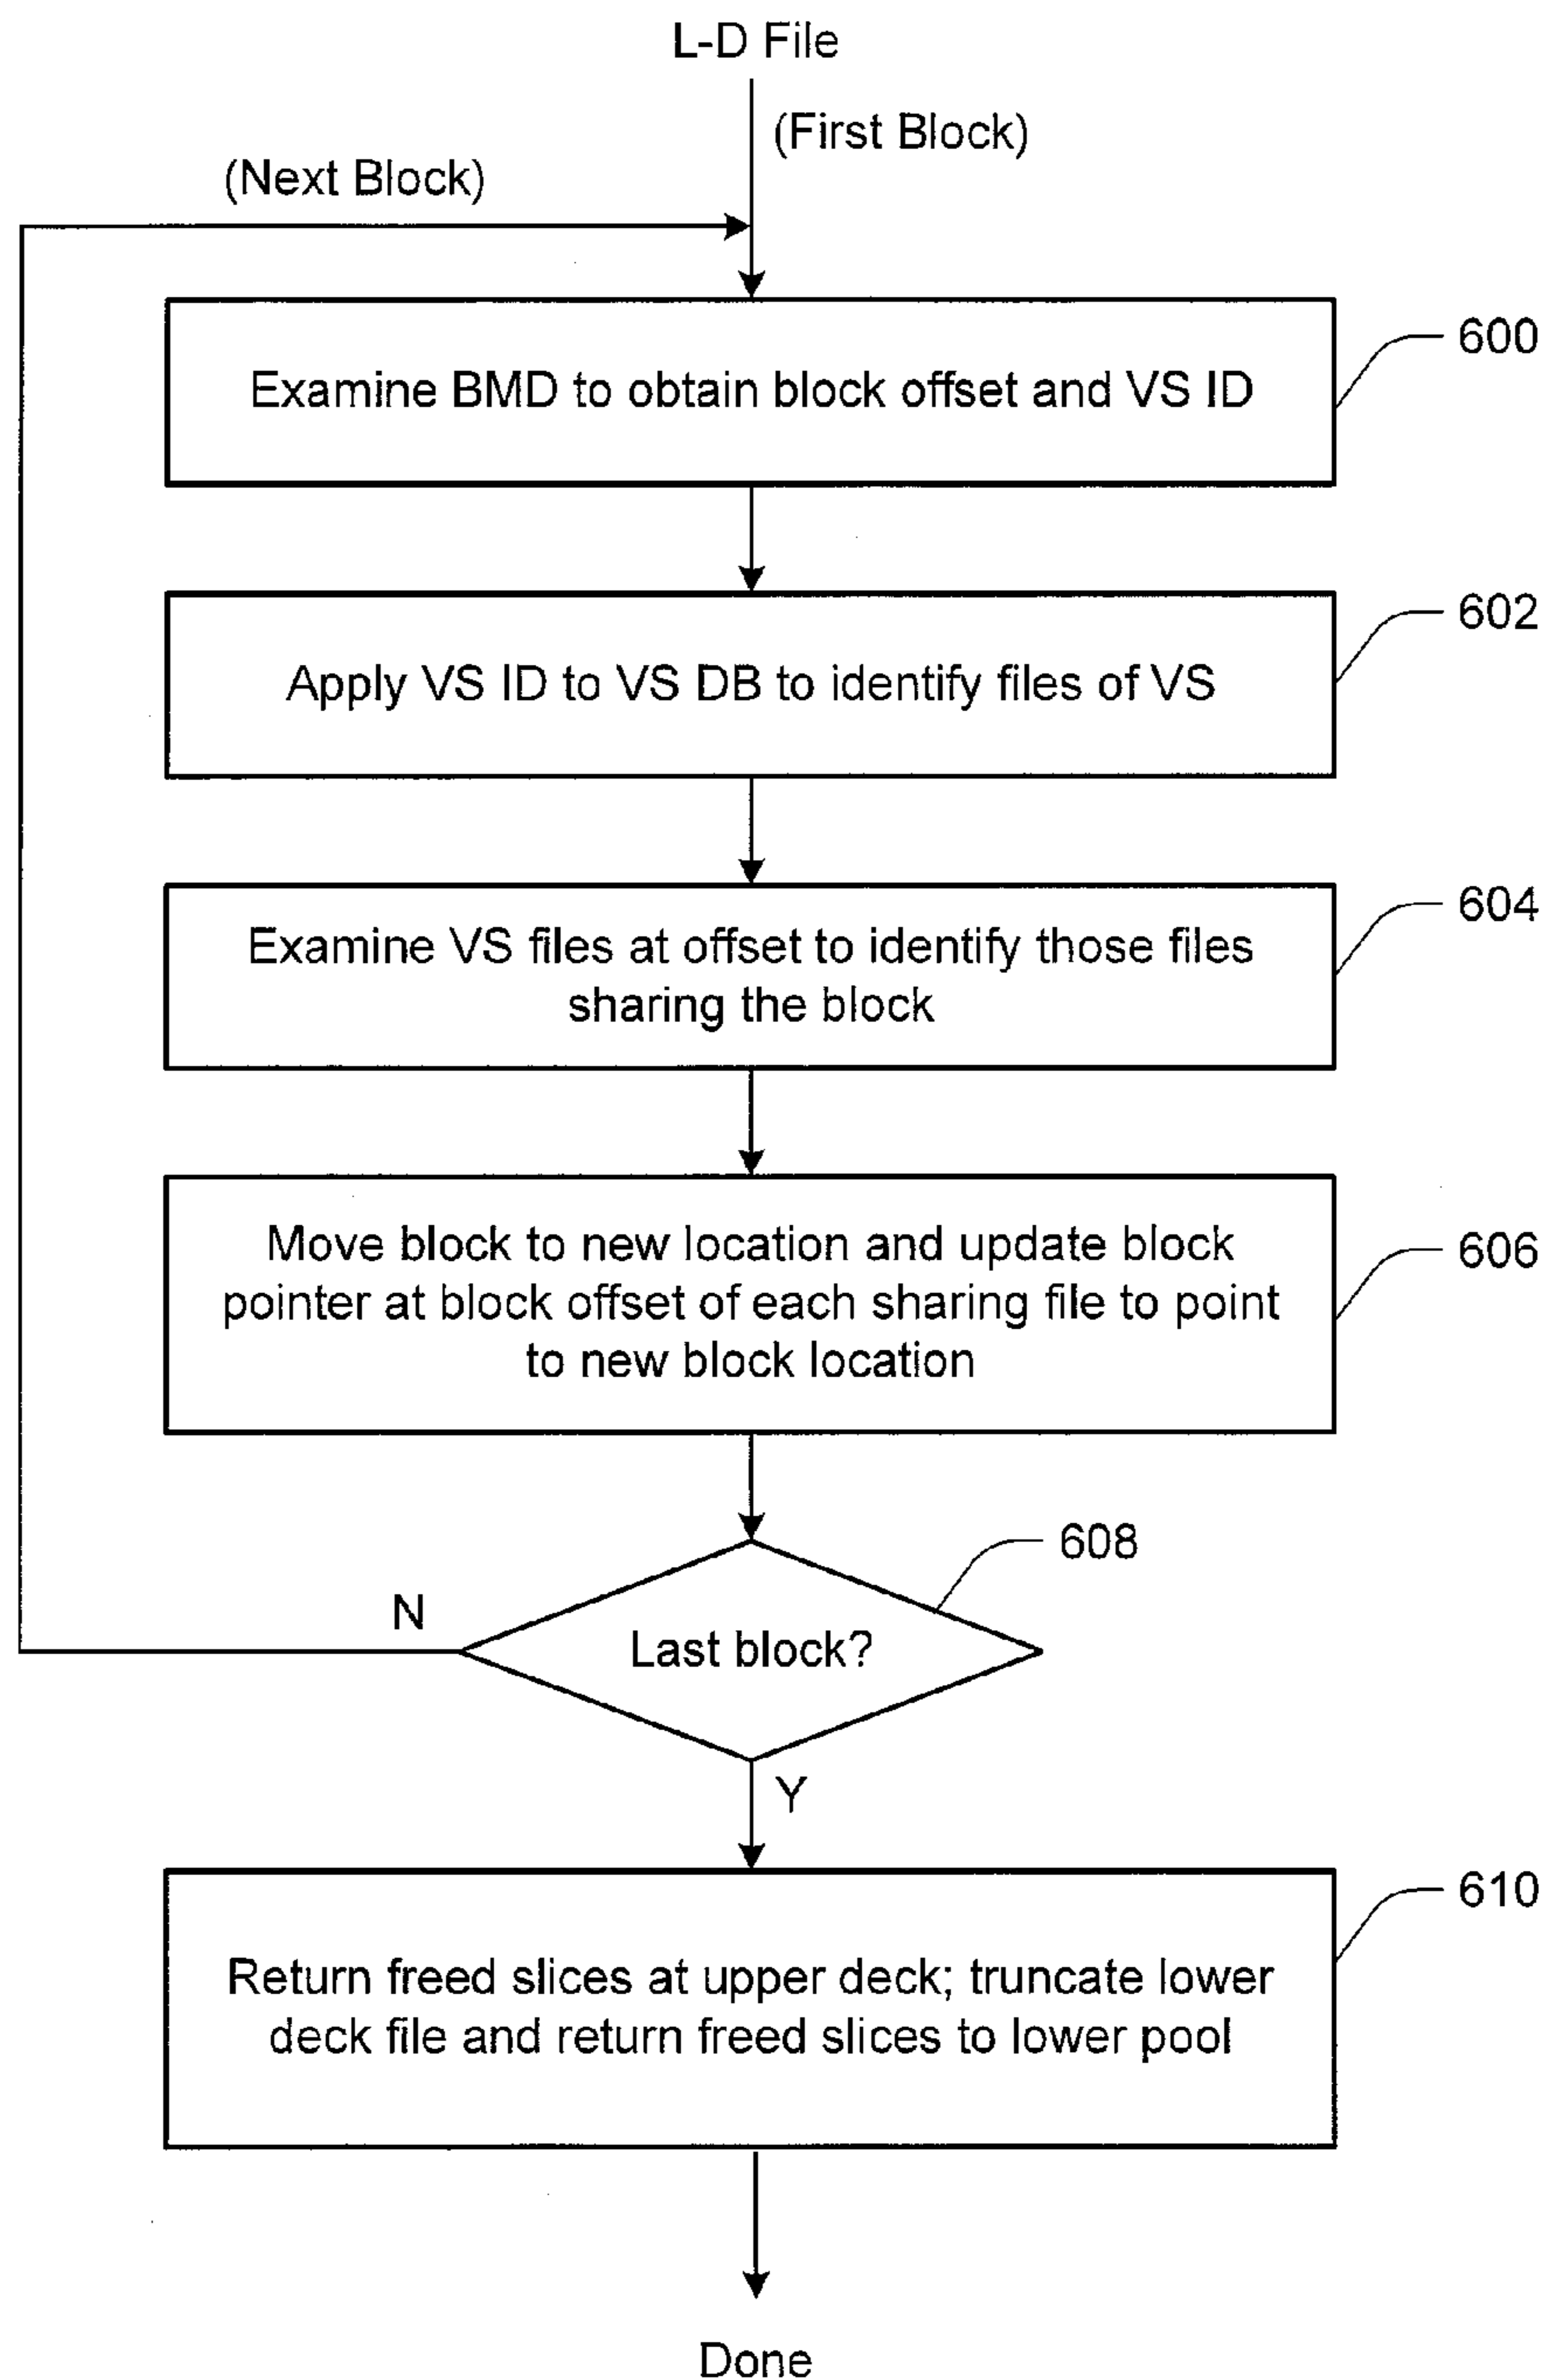 L-D File
(First Block)
(Next Block)
600
Examine BMD to obtain block offset and VS ID
602
Apply VS ID to VS DB to identify files of VS
604
Examine VS files at offset to identify those files
sharing the block
606
Move block to new location and update block
pointer at block offset of each sharing file to point
to new block location
608
N
Last block?
Y
610
Return freed slices at upper deck; truncate lower
deck file and return freed slices to lower pool
Done